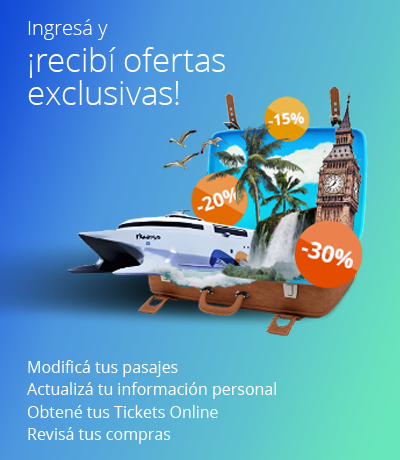 Ingresá y
¡recibí ofertas
exclusivas!
-15%
-20%
-30%
Modificá tus pasajes
Actualizá tu información personal
Obtené tus Tickets Online
Revisá tus compras